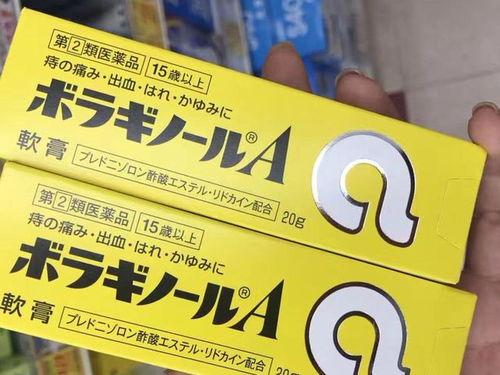 指定第②類医薬品 15歳以上
痔の痛み・出血・はれ・かゆみに
ボラギノール®A
軟膏 プレドニゾロン酢酸エステル・リドカイン配合 20g
指定第②類医薬品 15歳以上
痔の痛み・出血・はれ・かゆみに
ボラギノール®A
軟膏 プレドニゾロン酢酸エステル・リドカイン配合 20g